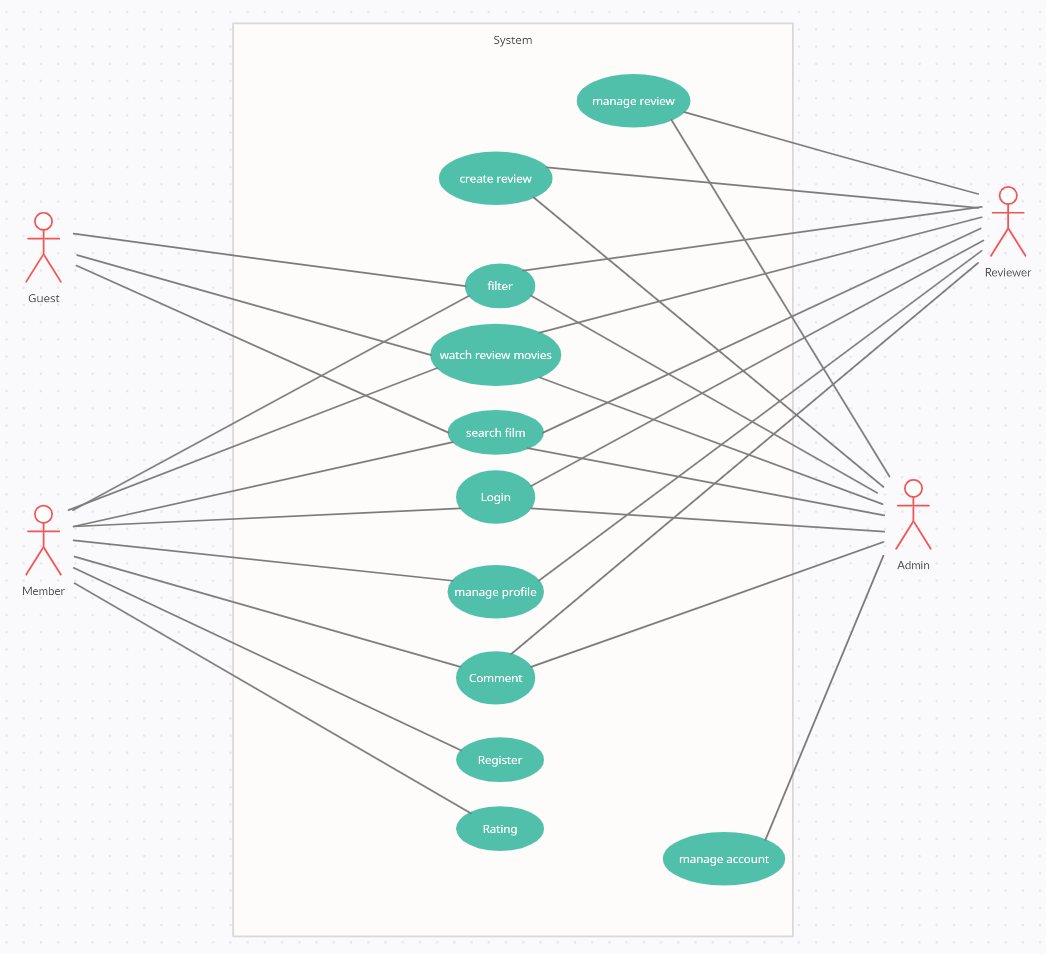 System
manage review
create review
Guest
Reviewer
filter
watch review movies
search film
Login
Member
Admin
manage profile
Comment
Register
Rating
manage account